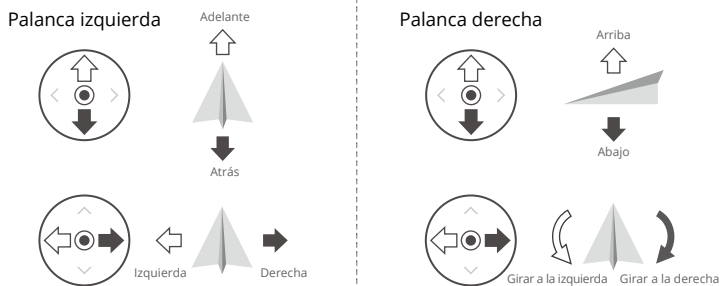 Palanca izquierda
Adelante
Atrás
Izquierda
Derecha
Palanca derecha
Arriba
Abajo
Girar a la izquierda
Girar a la derecha